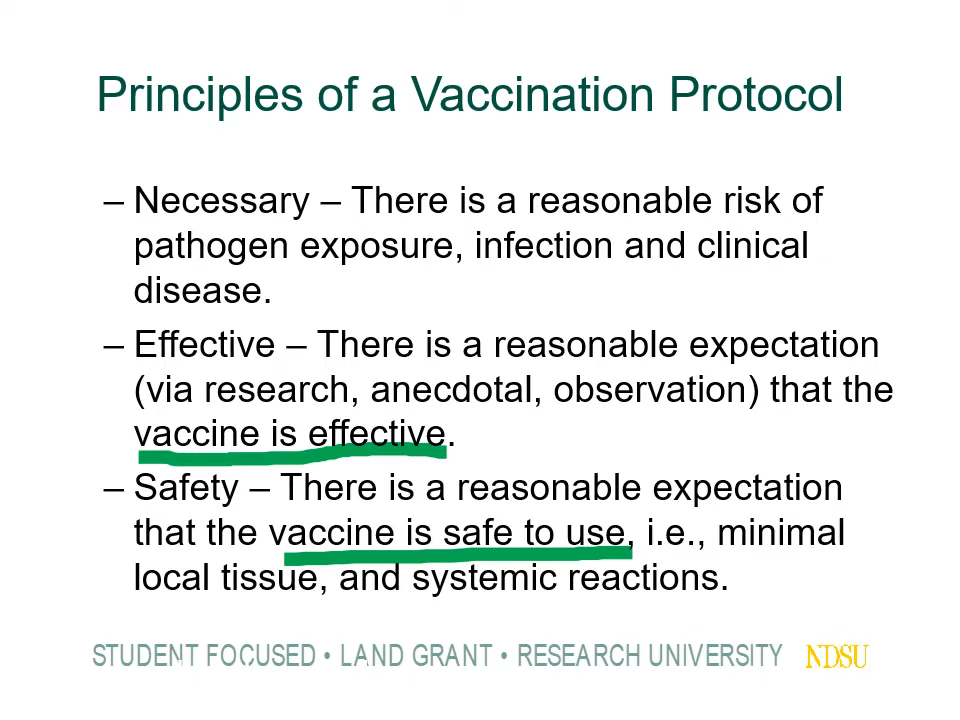 Principles of a Vaccination Protocol
– Necessary – There is a reasonable risk of
pathogen exposure, infection and clinical
disease.
– Effective – There is a reasonable expectation
(via research, anecdotal, observation) that the
vaccine is effective.
– Safety – There is a reasonable expectation
that the vaccine is safe to use, i.e., minimal
local tissue, and systemic reactions.
STUDENT FOCUSED • LAND GRANT • RESEARCH UNIVERSITY NDSU